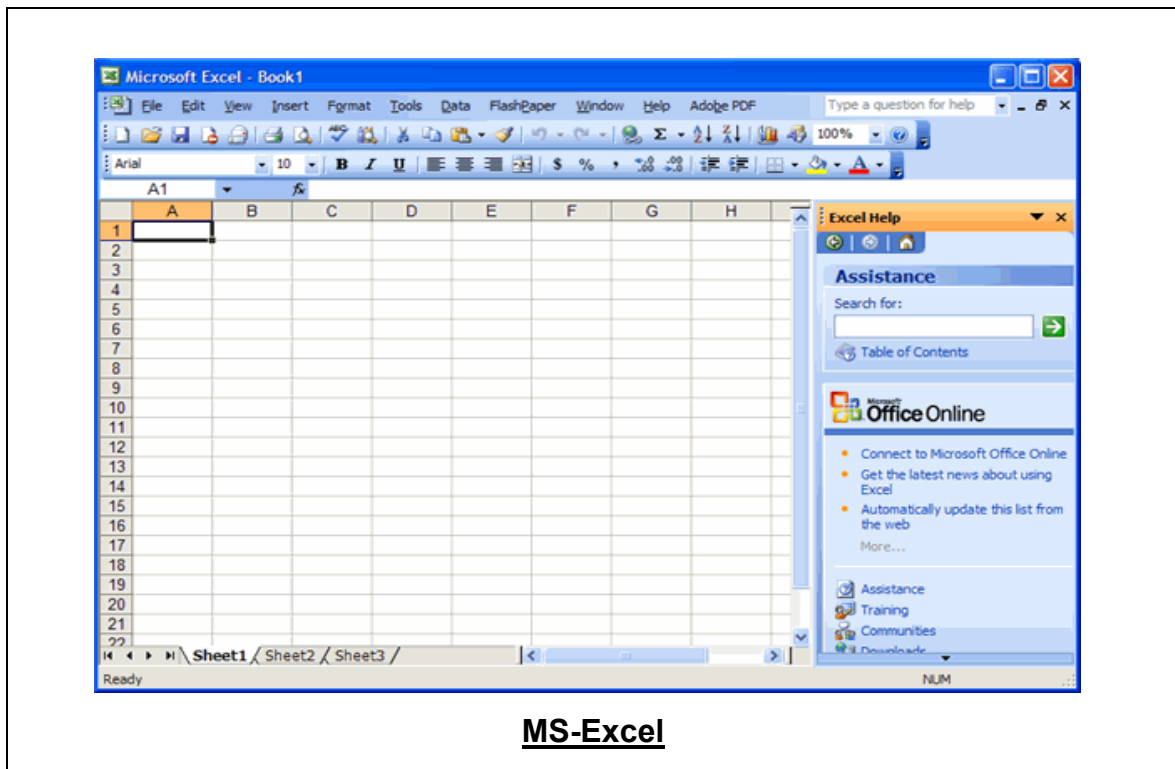 Microsoft Excel - Book1
File Edit View Insert Format Tools Data FlashPaper Window Help Adobe PDF Type a question for help
100%
Arial 10 B I U $ % , A
A1 fx
A B C D E F G H
1
2
3
4
5
6
7
8
9
10
11
12
13
14
15
16
17
18
19
20
21
22
Sheet1 Sheet2 Sheet3
Ready NUM
Excel Help
Assistance
Search for:
Table of Contents
Microsoft
Office Online
Connect to Microsoft Office Online
Get the latest news about using
Excel
Automatically update this list from
the web
More...
Assistance
Training
Communities
Downloads
MS-Excel